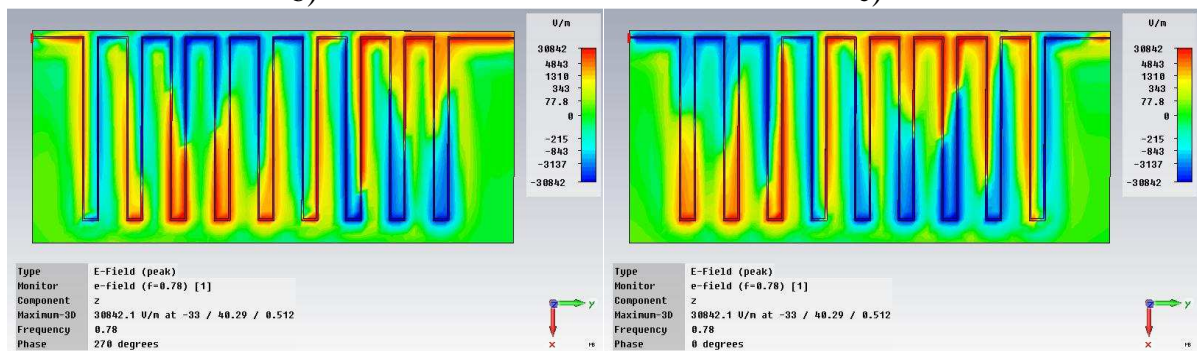 V/m
30842
4843
1310
343
77.8
0
-215
-843
-3137
-30842
Type E-Field (peak)
Monitor e-field (f=0.78) [1]
Component z
Maximum-3D 30842.1 V/m at -33 / 40.29 / 0.512
Frequency 0.78
Phase 270 degrees
z
y
x
V/m
30842
4843
1310
343
77.8
0
-215
-843
-3137
-30842
Type E-Field (peak)
Monitor e-field (f=0.78) [1]
Component z
Maximum-3D 30842.1 V/m at -33 / 40.29 / 0.512
Frequency 0.78
Phase 0 degrees
z
y
x